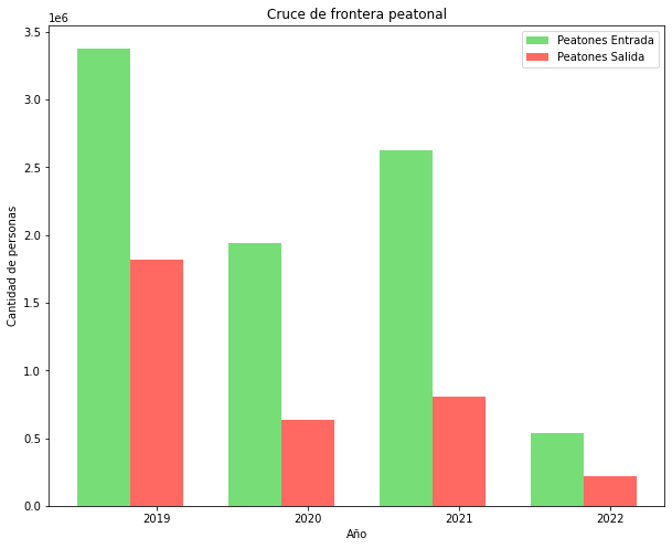 Cruce de frontera peatonal
1e6
Peatones Entrada
Peatones Salida
3.5
3.0
2.5
2.0
1.5
1.0
0.5
0.0
Cantidad de personas
2019 2020 2021 2022
Año